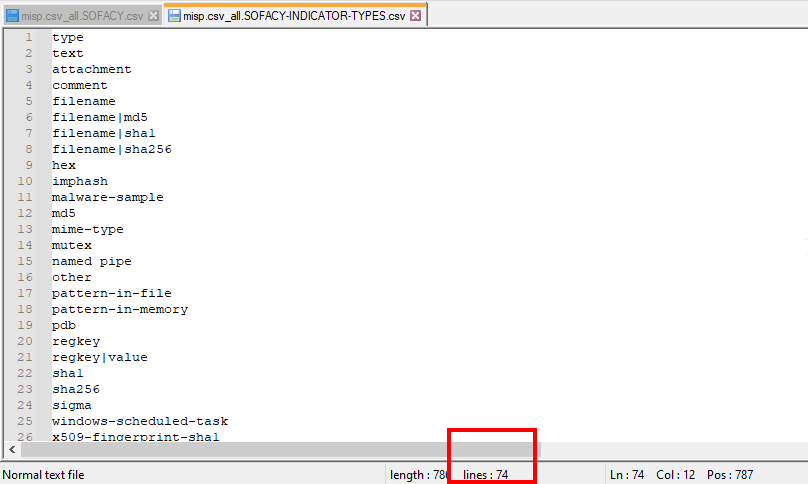 misp.csv_all.SOFACY.csv misp.csv_all.SOFACY-INDICATOR-TYPES.csv
1 type
2 text
3 attachment
4 comment
5 filename
6 filename|md5
7 filename|sha1
8 filename|sha256
9 hex
10 imphash
11 malware-sample
12 md5
13 mime-type
14 mutex
15 named pipe
16 other
17 pattern-in-file
18 pattern-in-memory
19 pdb
20 regkey
21 regkey|value
22 sha1
23 sha256
24 sigma
25 windows-scheduled-task
26 x509-fingerprint-sha1
Normal text file length : 786 lines : 74 Ln : 74 Col : 12 Pos : 787